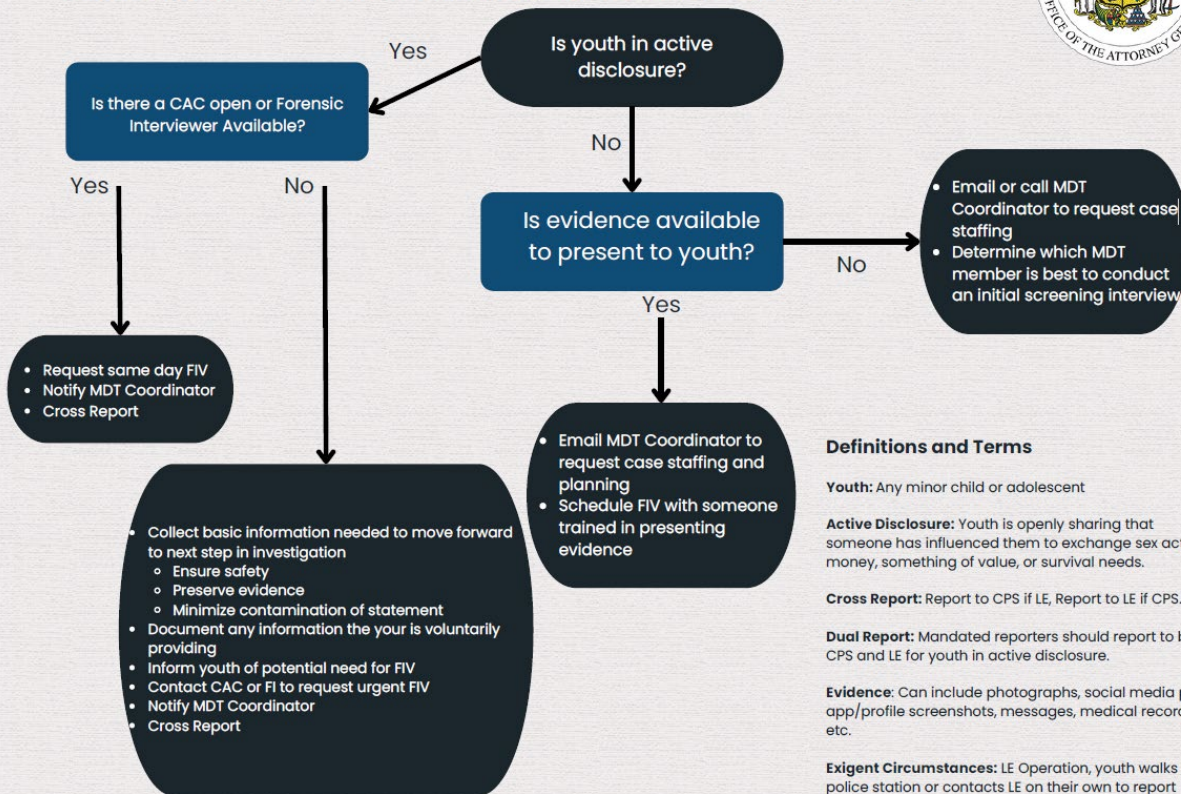 OFFICE OF THE ATTORNEY
Is youth in active
disclosure?
Yes
Is there a CAC open or Forensic
Interviewer Available?
No
Yes
No
Is evidence available
to present to youth?
No
• Email or call MDT
Coordinator to request case
staffing
• Determine which MDT
member is best to conduct
an initial screening interview
Yes
• Request same day FIV
• Notify MDT Coordinator
• Cross Report
• Email MDT Coordinator to
request case staffing and
planning
• Schedule FIV with someone
trained in presenting
evidence
• Collect basic information needed to move forward
to next step in investigation
◦ Ensure safety
◦ Preserve evidence
◦ Minimize contamination of statement
• Document any information the your is voluntarily
providing
• Inform youth of potential need for FIV
• Contact CAC or FI to request urgent FIV
• Notify MDT Coordinator
• Cross Report
Definitions and Terms
Youth: Any minor child or adolescent
Active Disclosure: Youth is openly sharing that
someone has influenced them to exchange sex
money, something of value, or survival needs.
Cross Report: Report to CPS if LE, Report to LE if CPS.
Dual Report: Mandated reporters should report to
CPS and LE for youth in active disclosure.
Evidence: Can include photographs, social media
app/profile screenshots, messages, medical
etc.
Exigent Circumstances: LE Operation, youth walks
police station or contacts LE on their own to report